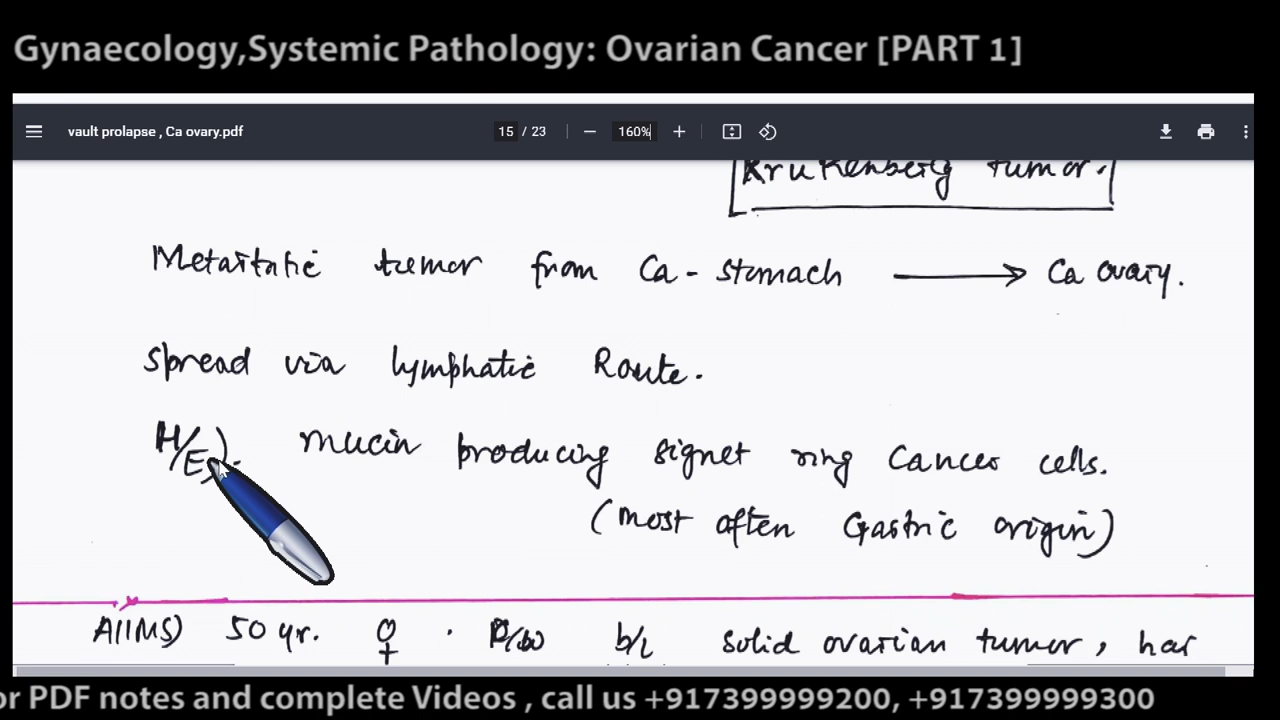 Gynaecology,Systemic Pathology: Ovarian Cancer [PART 1]
vault prolapse , Ca ovary.pdf 15 / 23 160%
Krukenberg tumor.
Metastatic tumor from Ca - stomach → Ca ovary.
Spread via lymphatic Route.
H/E). mucin producing signet ring Cancer cells.
(most often Gastric origin)
AIIMS) 50 yr. ♀ . b/L solid ovarian tumor, har
or PDF notes and complete Videos , call us +917399999200, +917399999300